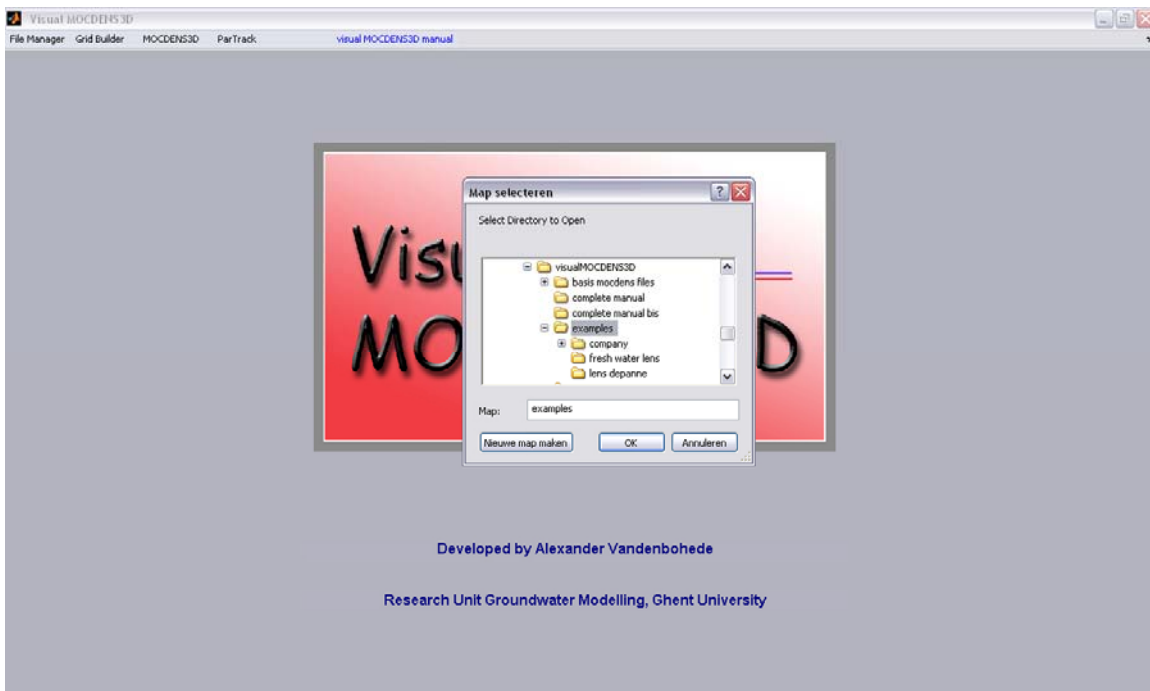 Visual MOCDENS3D
File Manager Grid Builder MOCDENS3D ParTrack visual MOCDENS3D manual
Map selecteren
Select Directory to Open
visualMOCDENS3D
basis mocdens files
complete manual
complete manual bis
examples
company
fresh water lens
lens depanne
Map: examples
Nieuwe map maken OK Annuleren
Developed by Alexander Vandenbohede
Research Unit Groundwater Modelling, Ghent University